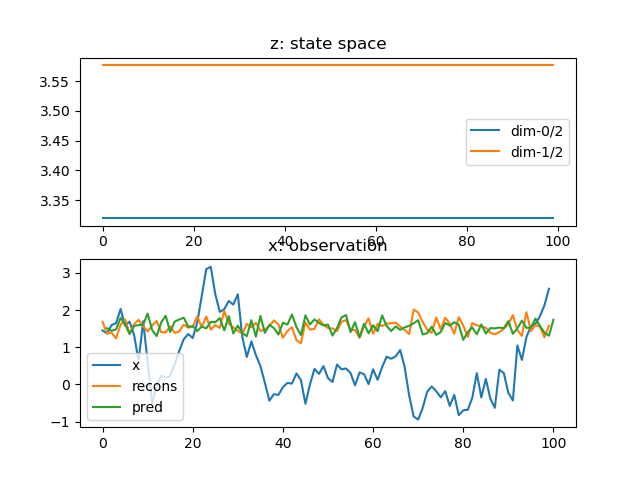 z: state space
3.55
3.50
3.45
3.40
3.35
dim-0/2
dim-1/2
0 20 40 60 80 100
x: observation
3
2
1
0
−1
x
recons
pred
0 20 40 60 80 100